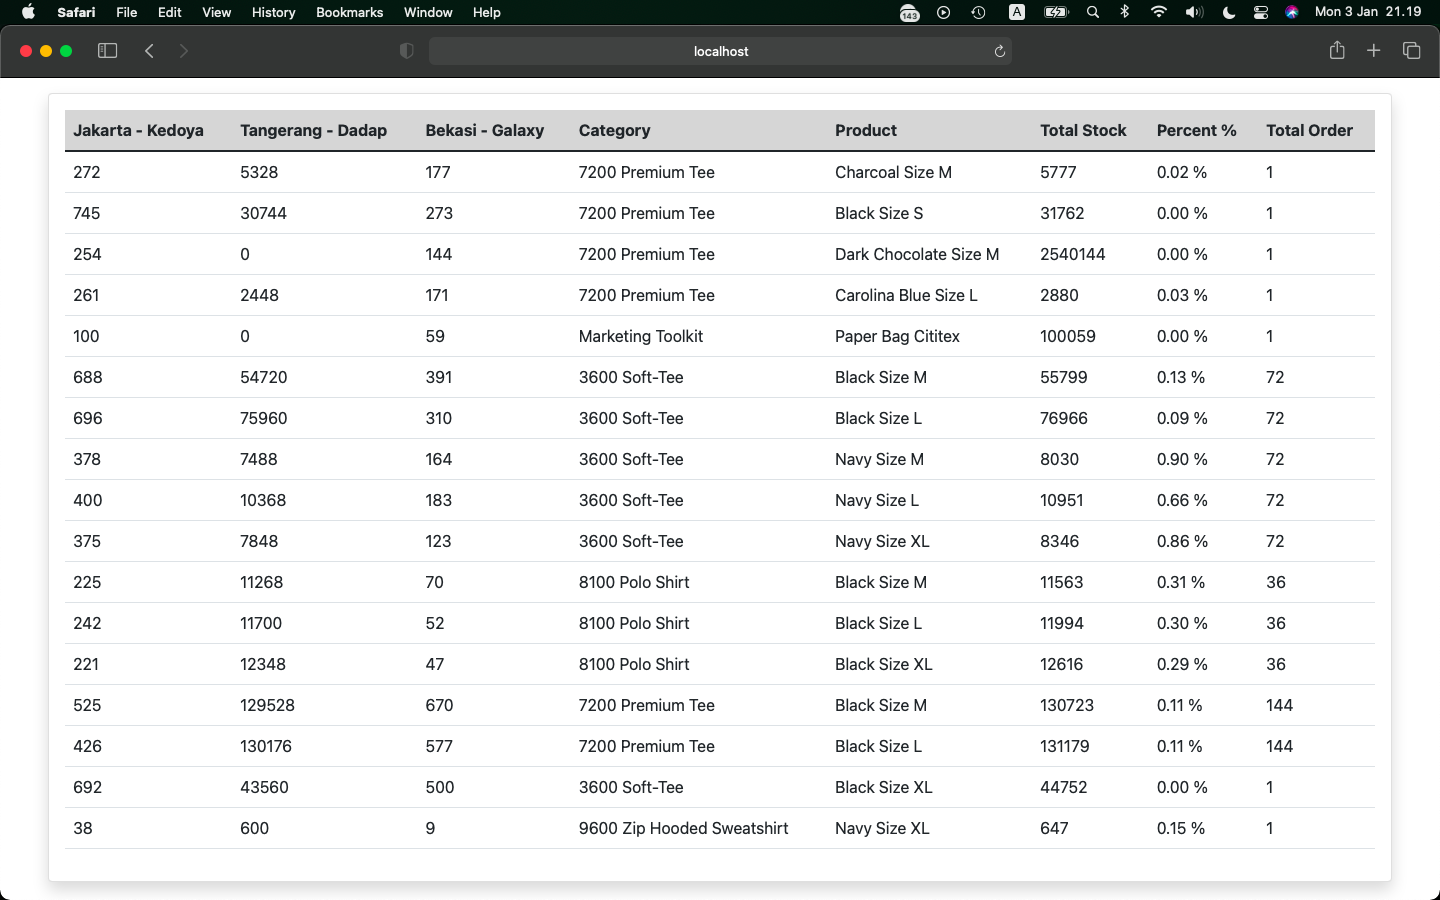 Safari File Edit View History Bookmarks Window Help 143 A Mon 3 Jan 21.19
localhost
Jakarta - Kedoya Tangerang - Dadap Bekasi - Galaxy Category Product Total Stock Percent % Total Order
272 5328 177 7200 Premium Tee Charcoal Size M 5777 0.02 % 1
745 30744 273 7200 Premium Tee Black Size S 31762 0.00 % 1
254 0 144 7200 Premium Tee Dark Chocolate Size M 2540144 0.00 % 1
261 2448 171 7200 Premium Tee Carolina Blue Size L 2880 0.03 % 1
100 0 59 Marketing Toolkit Paper Bag Cititex 100059 0.00 % 1
688 54720 391 3600 Soft-Tee Black Size M 55799 0.13 % 72
696 75960 310 3600 Soft-Tee Black Size L 76966 0.09 % 72
378 7488 164 3600 Soft-Tee Navy Size M 8030 0.90 % 72
400 10368 183 3600 Soft-Tee Navy Size L 10951 0.66 % 72
375 7848 123 3600 Soft-Tee Navy Size XL 8346 0.86 % 72
225 11268 70 8100 Polo Shirt Black Size M 11563 0.31 % 36
242 11700 52 8100 Polo Shirt Black Size L 11994 0.30 % 36
221 12348 47 8100 Polo Shirt Black Size XL 12616 0.29 % 36
525 129528 670 7200 Premium Tee Black Size M 130723 0.11 % 144
426 130176 577 7200 Premium Tee Black Size L 131179 0.11 % 144
692 43560 500 3600 Soft-Tee Black Size XL 44752 0.00 % 1
38 600 9 9600 Zip Hooded Sweatshirt Navy Size XL 647 0.15 % 1